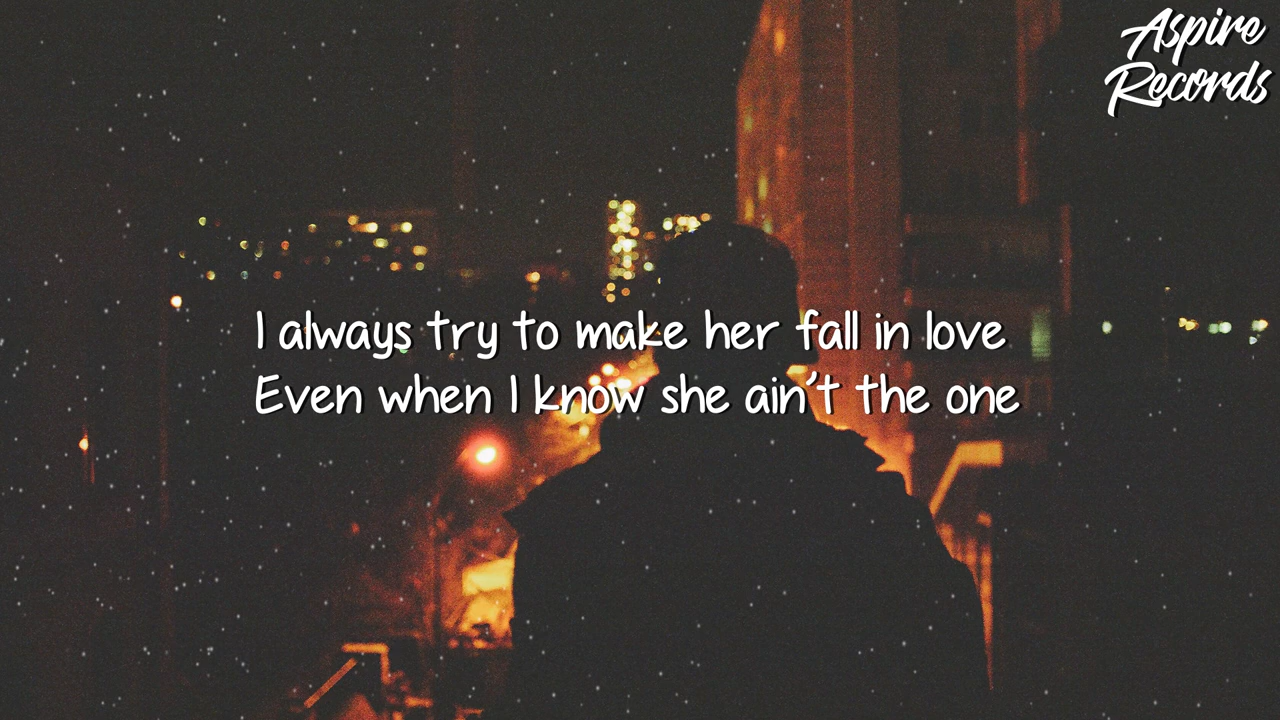 Aspire
Records
I always try to make her fall in love
Even when I know she ain't the one